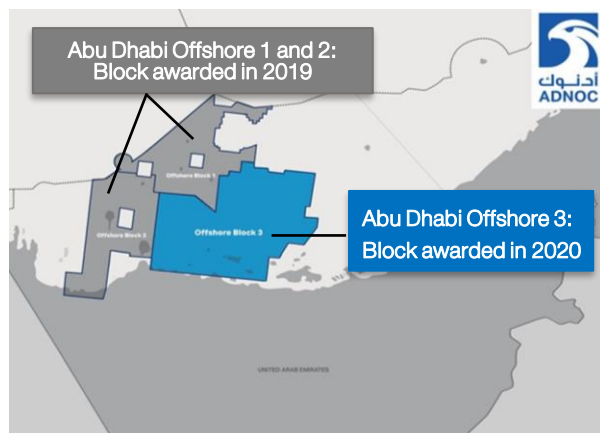 Abu Dhabi Offshore 1 and 2:
Block awarded in 2019
أدنوك
ADNOC
Offshore Block 1
Offshore Block 2
Offshore Block 3
Abu Dhabi Offshore 3:
Block awarded in 2020
UNITED ARAB EMIRATES